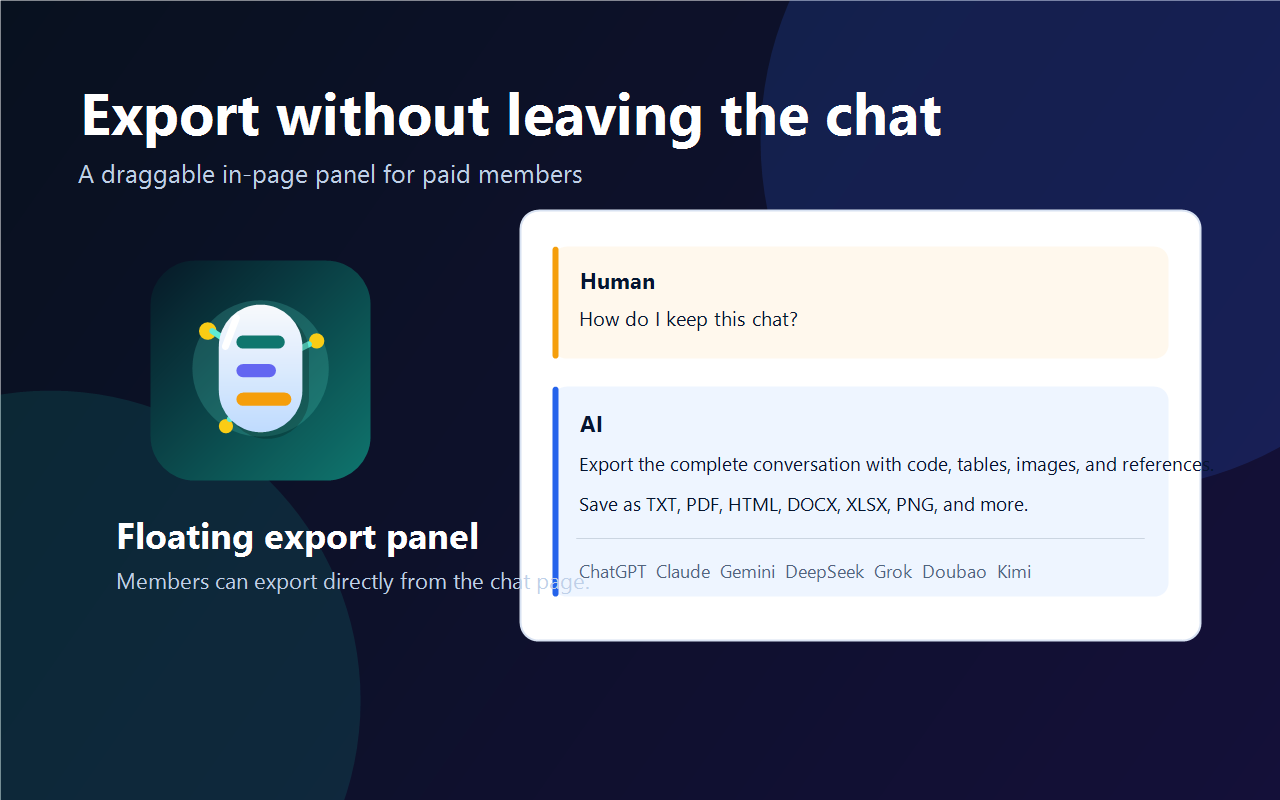 Export without leaving the chat
A draggable in-page panel for paid members
Human
How do I keep this chat?
AI
Export the complete conversation with code, tables, images, and references.
Save as TXT, PDF, HTML, DOCX, XLSX, PNG, and more.
ChatGPT Claude Gemini DeepSeek Grok Doubao Kimi
Floating export panel
Members can export directly from the chat page.